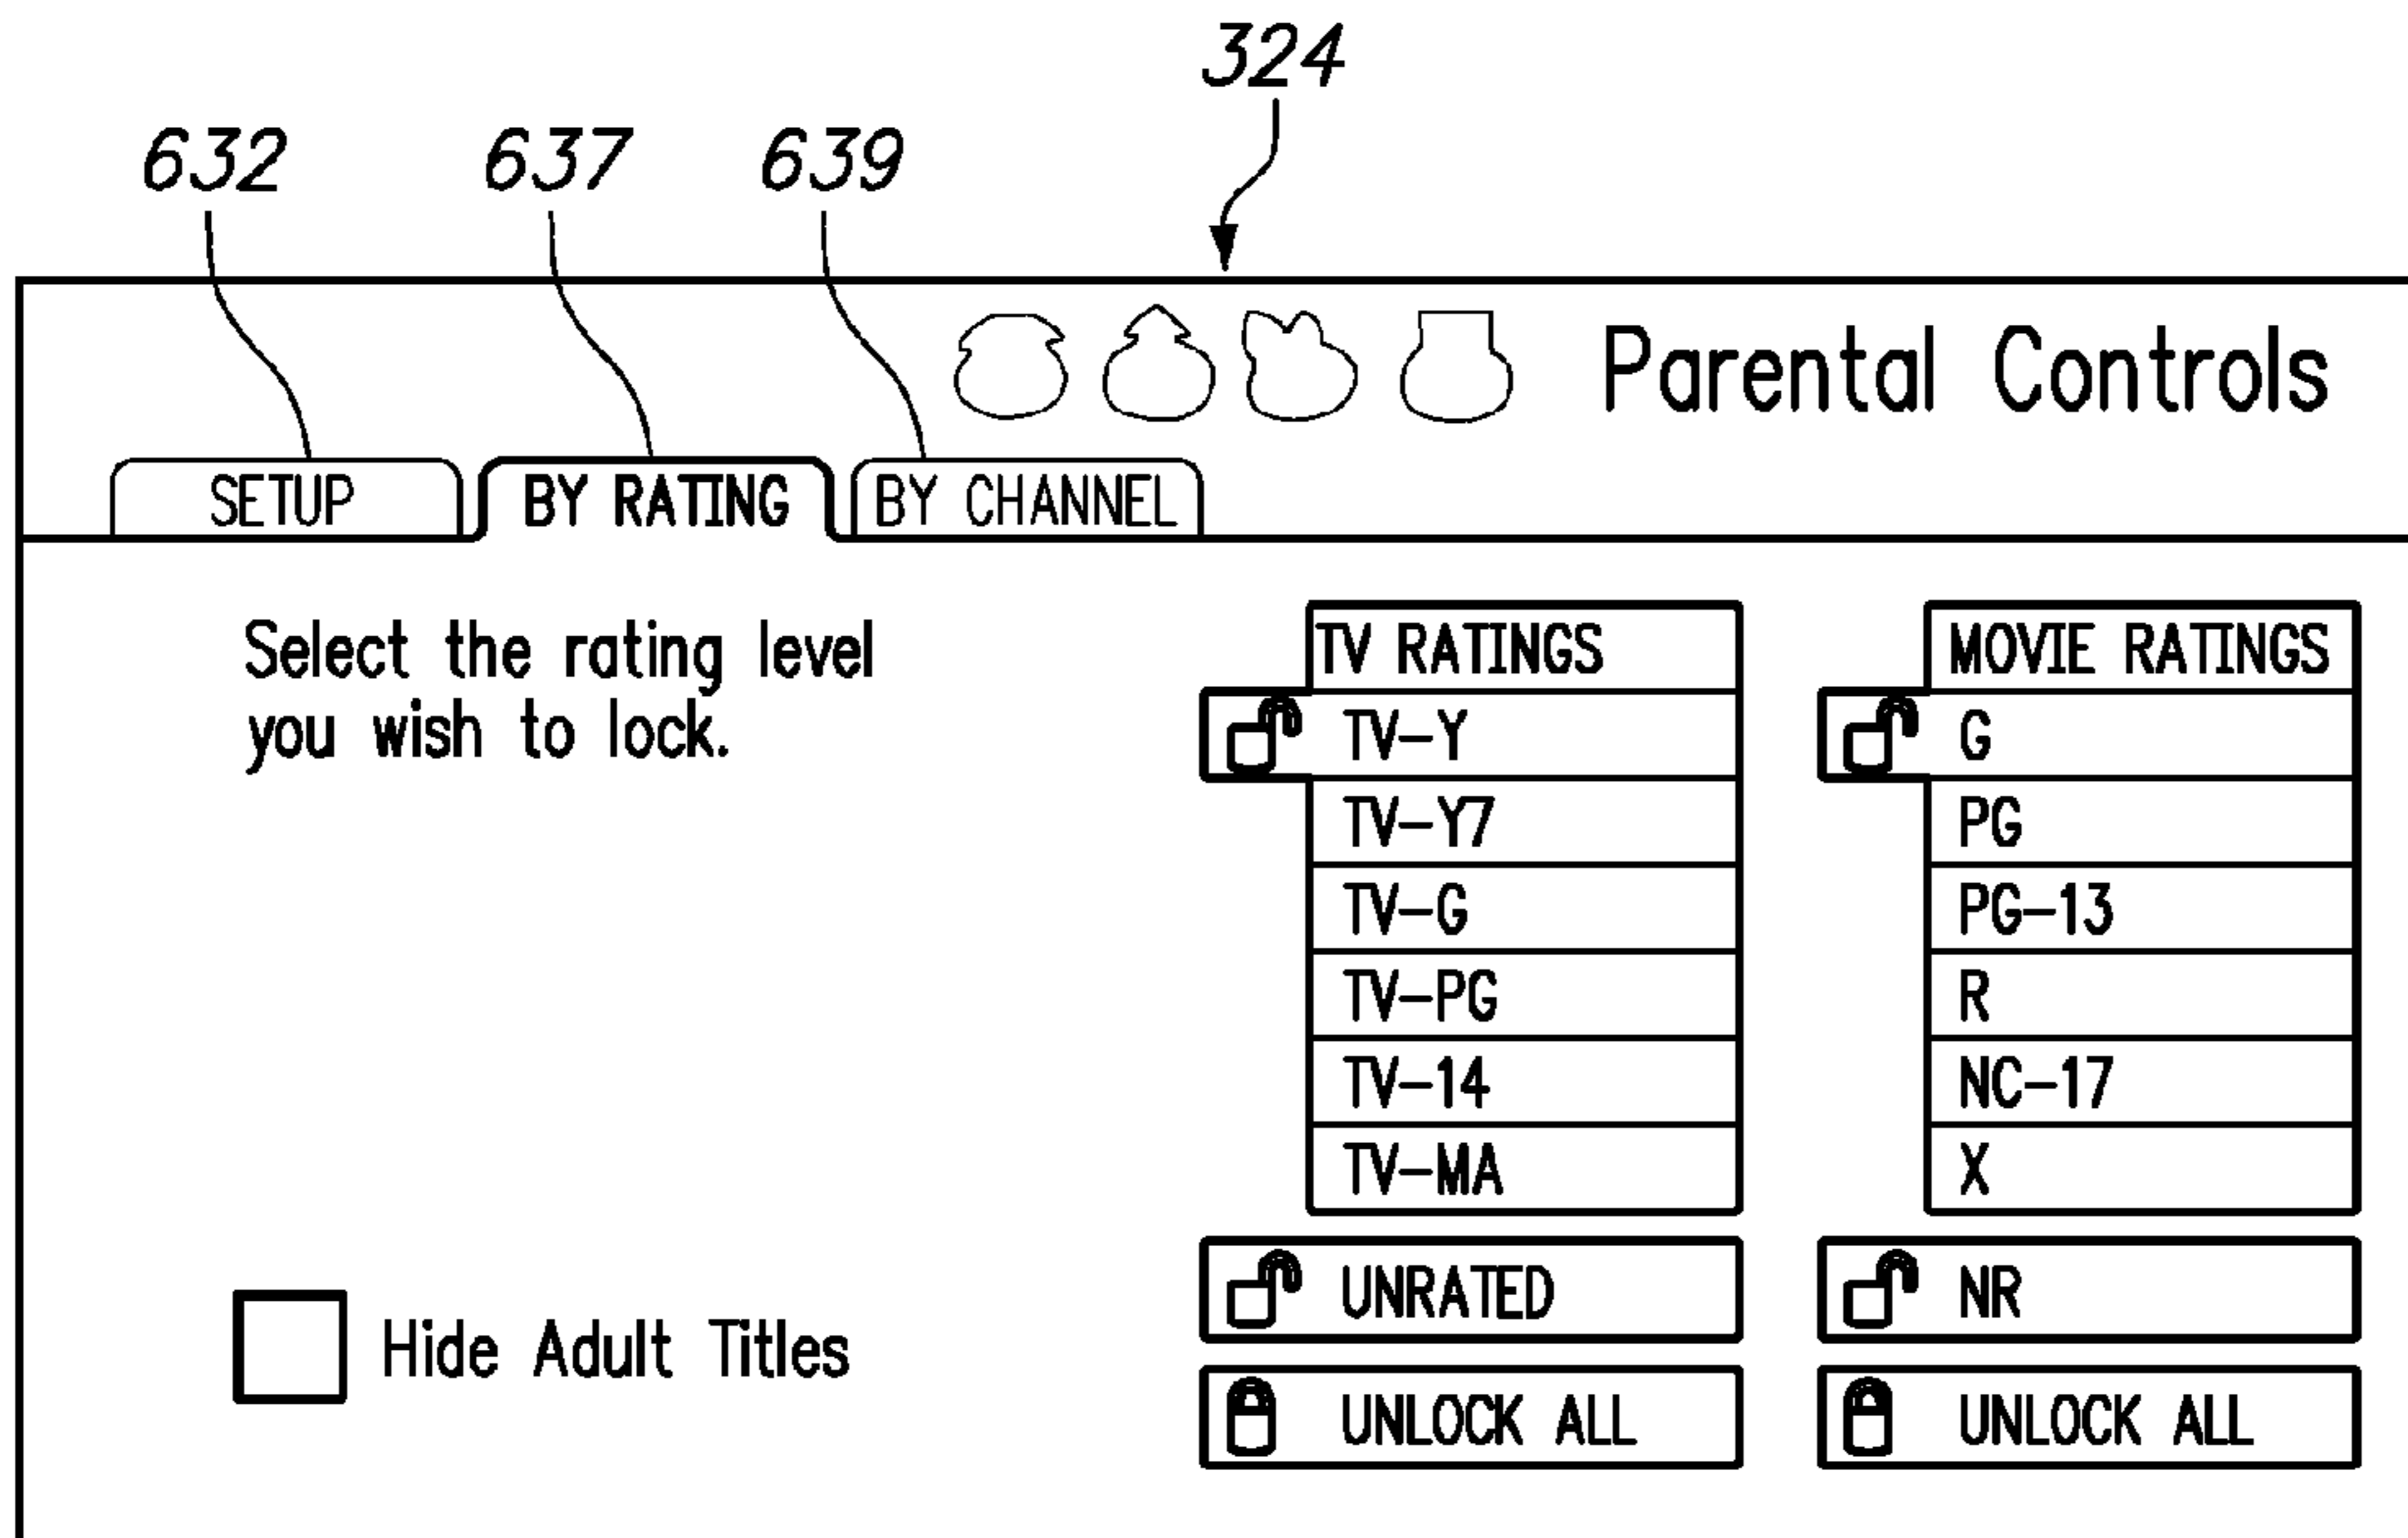 324
632 637 639
Parental Controls
SETUP BY RATING BY CHANNEL
Select the rating level
you wish to lock.
TV RATINGS
TV-Y
TV-Y7
TV-G
TV-PG
TV-14
TV-MA
UNRATED
UNLOCK ALL
MOVIE RATINGS
G
PG
PG-13
R
NC-17
X
NR
UNLOCK ALL
Hide Adult Titles